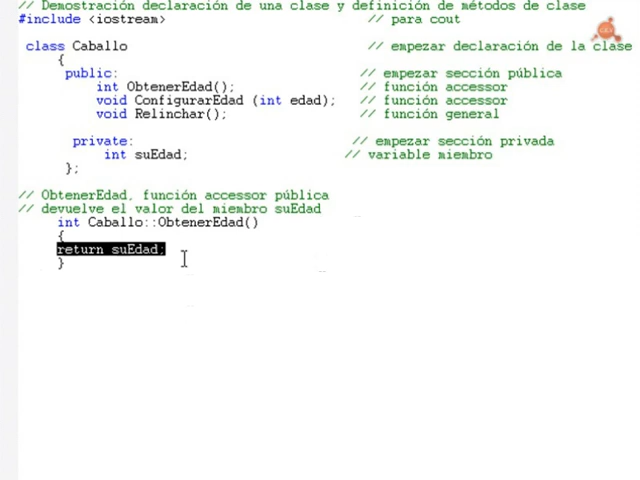 // Demostración declaración de una clase y definición de métodos de clase
#include <iostream> // para cout
class Caballo // empezar declaración de la clase
{
public: // empezar sección pública
int ObtenerEdad(); // función accessor
void ConfigurarEdad (int edad); // función accessor
void Relinchar(); // función general
private: // empezar sección privada
int suEdad; // variable miembro
};
// ObtenerEdad, función accessor pública
// devuelve el valor del miembro suEdad
int Caballo::ObtenerEdad()
{
return suEdad;
}